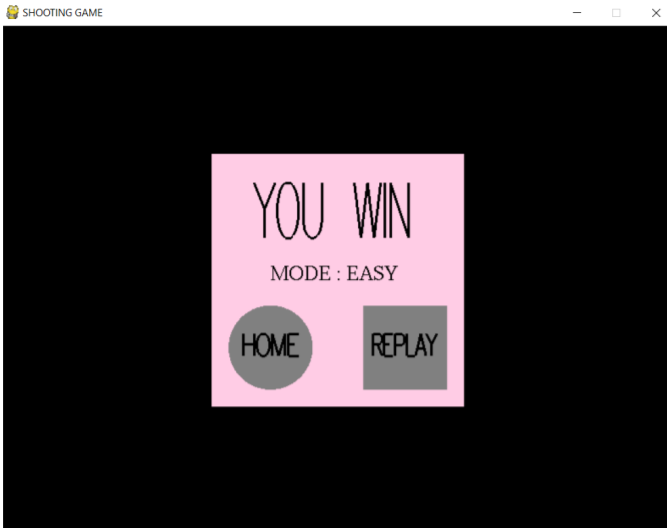 SHOOTING GAME
YOU WIN
MODE : EASY
HOME REPLAY